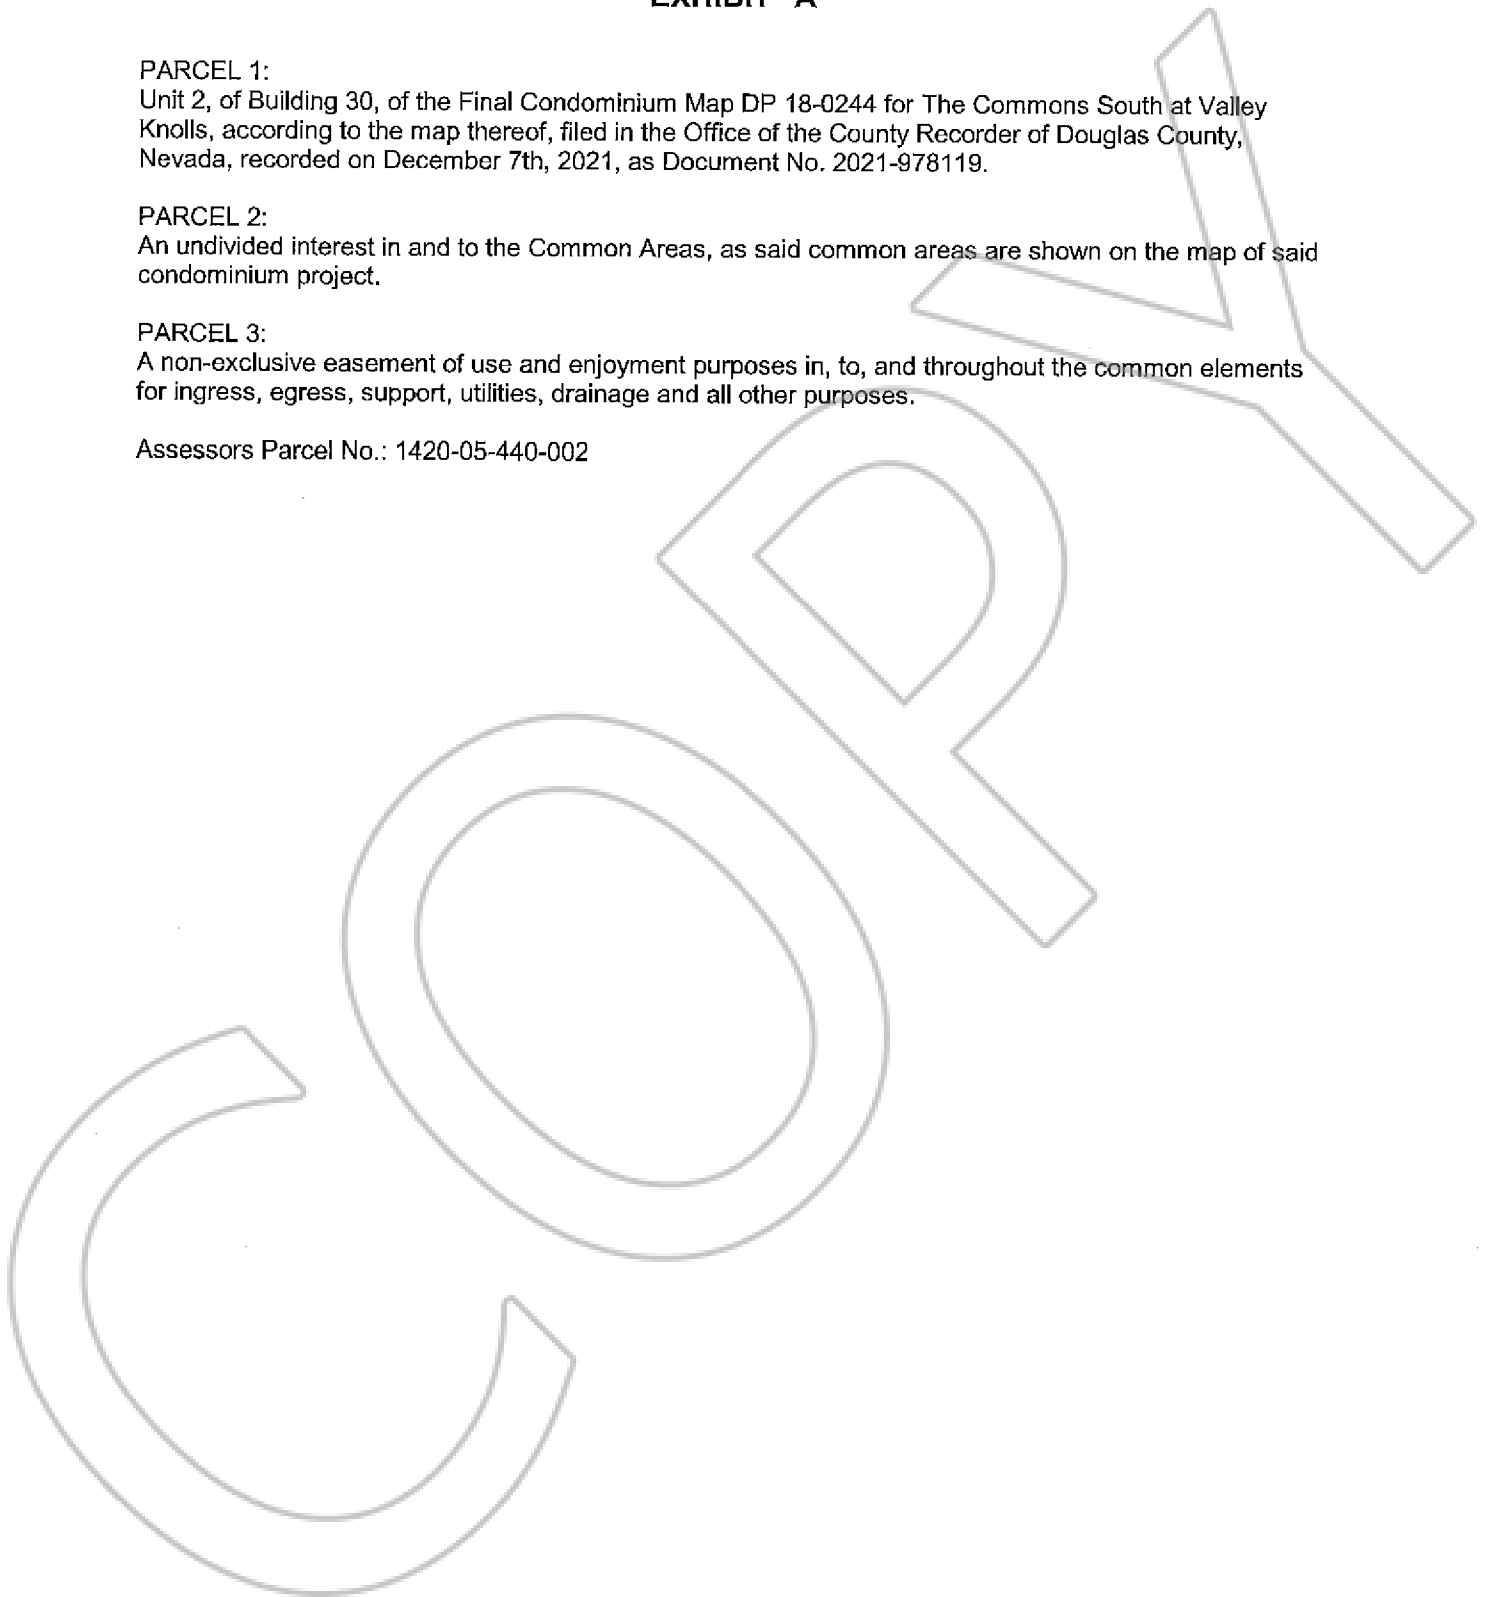 EXHIBIT "A"
PARCEL 1:
Unit 2, of Building 30, of the Final Condominium Map DP 18-0244 for The Commons South at Valley
Knolls, according to the map thereof, filed in the Office of the County Recorder of Douglas County,
Nevada, recorded on December 7th, 2021, as Document No. 2021-978119.
PARCEL 2:
An undivided interest in and to the Common Areas, as said common areas are shown on the map of said
condominium project.
PARCEL 3:
A non-exclusive easement of use and enjoyment purposes in, to, and throughout the common elements
for ingress, egress, support, utilities, drainage and all other purposes.
Assessors Parcel No.: 1420-05-440-002
COPY